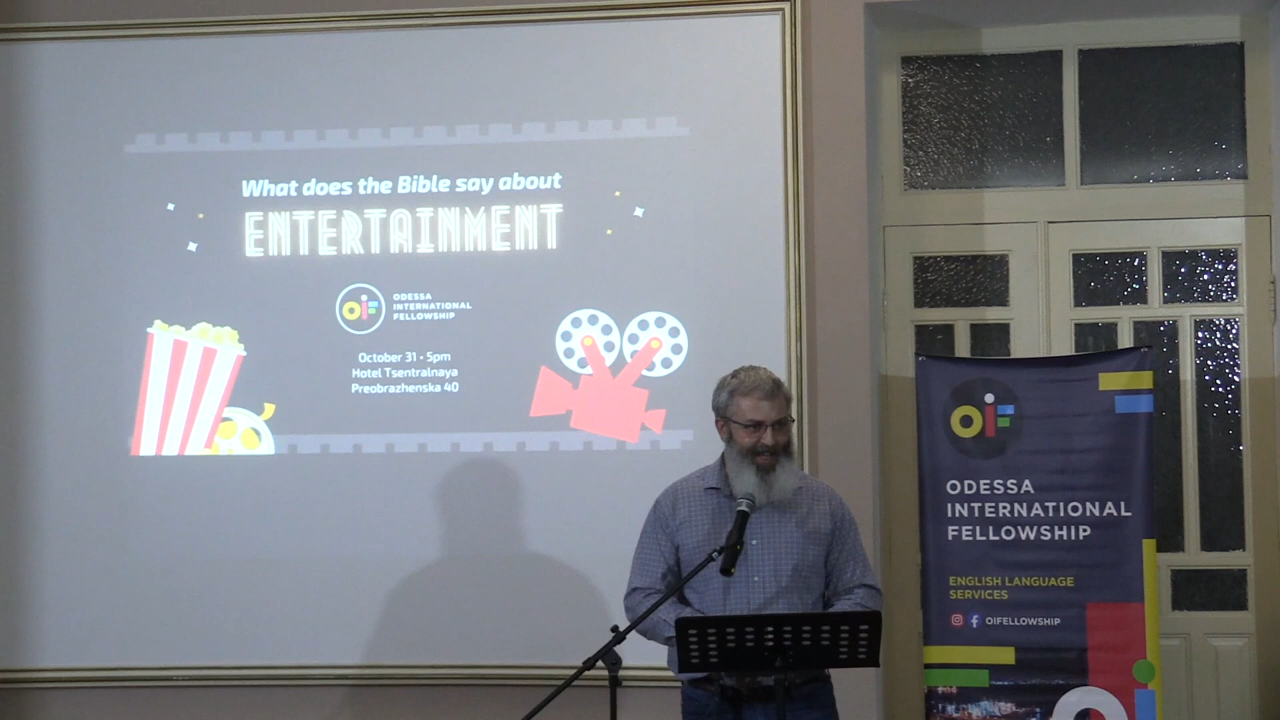 What does the Bible say about
ENTERTAINMENT
OIF
ODESSA
INTERNATIONAL
FELLOWSHIP
October 31 • 5pm
Hotel Tsentralnaya
Preobrazhenska 40
OIF
ODESSA
INTERNATIONAL
FELLOWSHIP
ENGLISH LANGUAGE
SERVICES
OIFELLOWSHIP